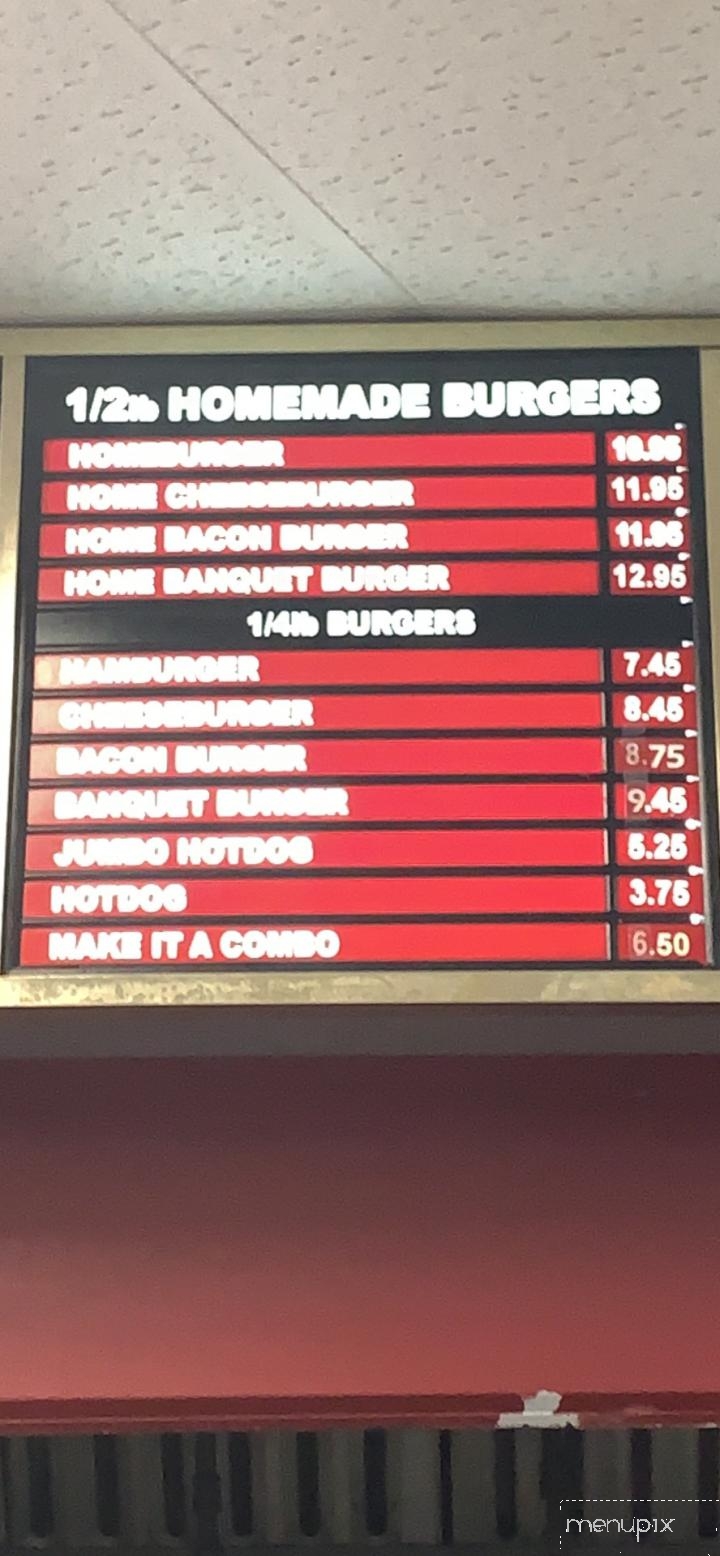 1/2lb HOMEMADE BURGERS
HOMEBURGER 10.95
HOME CHEESEBURGER 11.95
HOME BACON BURGER 11.95
HOME BANQUET BURGER 12.95
1/4lb BURGERS
HAMBURGER 7.45
CHEESEBURGER 8.45
BACON BURGER 8.75
BANQUET BURGER 9.45
JUMBO HOTDOG 5.25
HOTDOG 3.75
MAKE IT A COMBO 6.50
menupix